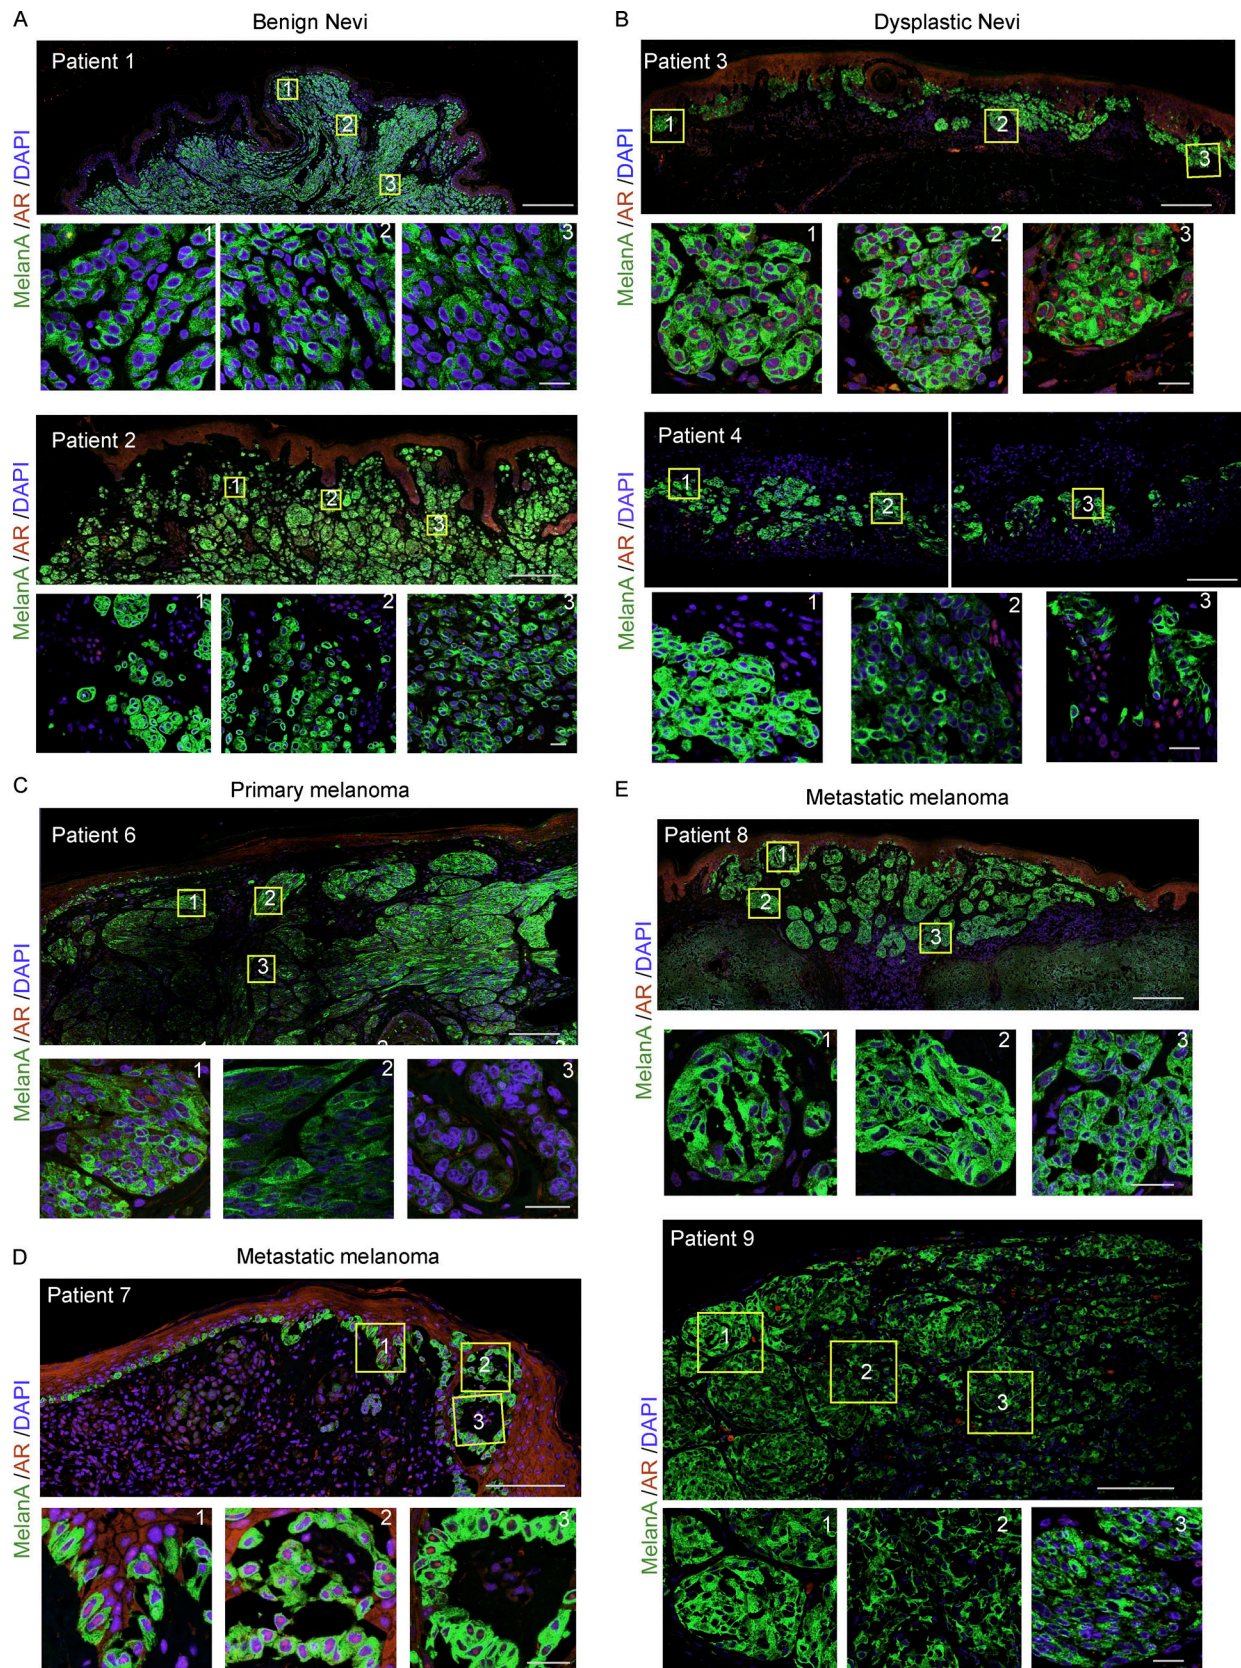 A
Benign Nevi
MelanA /AR /DAPI
Patient 1
1
2
3
1
2
3
MelanA /AR /DAPI
Patient 2
1
2
3
1
2
3
B
Dysplastic Nevi
MelanA /AR /DAPI
Patient 3
1
2
3
1
2
3
MelanA /AR /DAPI
Patient 4
1
2
3
1
2
3
C
Primary melanoma
MelanA /AR /DAPI
Patient 6
1
2
3
1
2
3
D
Metastatic melanoma
MelanA /AR /DAPI
Patient 7
1
2
3
1
2
3
E
Metastatic melanoma
MelanA /AR /DAPI
Patient 8
1
2
3
1
2
3
MelanA /AR /DAPI
Patient 9
1
2
3
1
2
3